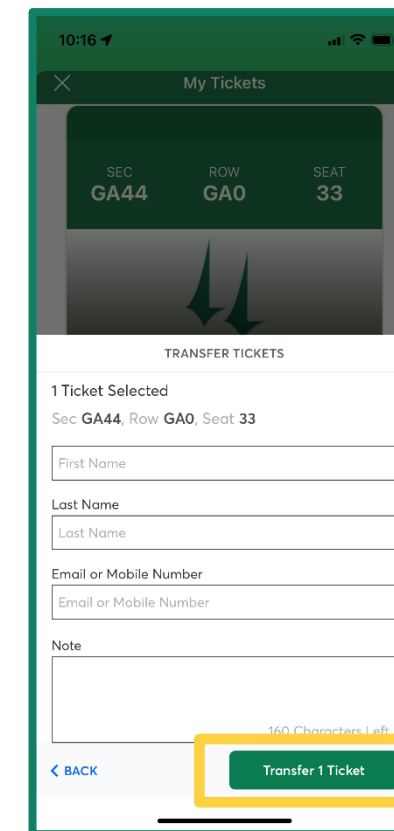 10:16
My Tickets
SEC ROW SEAT
GA44 GA0 33
TRANSFER TICKETS
1 Ticket Selected
Sec GA44, Row GA0, Seat 33
First Name
Last Name
Last Name
Email or Mobile Number
Email or Mobile Number
Note
160 Characters Left
BACK
Transfer 1 Ticket